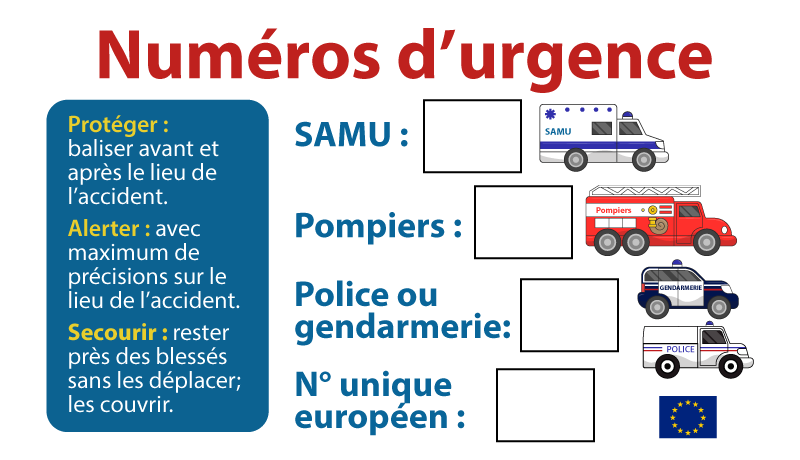 Numéros d’urgence
Protéger :
baliser avant et
après le lieu de
l’accident.
Alerter : avec
maximum de
précisions sur le
lieu de l’accident.
Secourir : rester
près des blessés
sans les déplacer;
les couvrir.
SAMU :
SAMU
Pompiers :
Pompiers
Police ou
gendarmerie:
GENDARMERIE
POLICE
N° unique
européen :